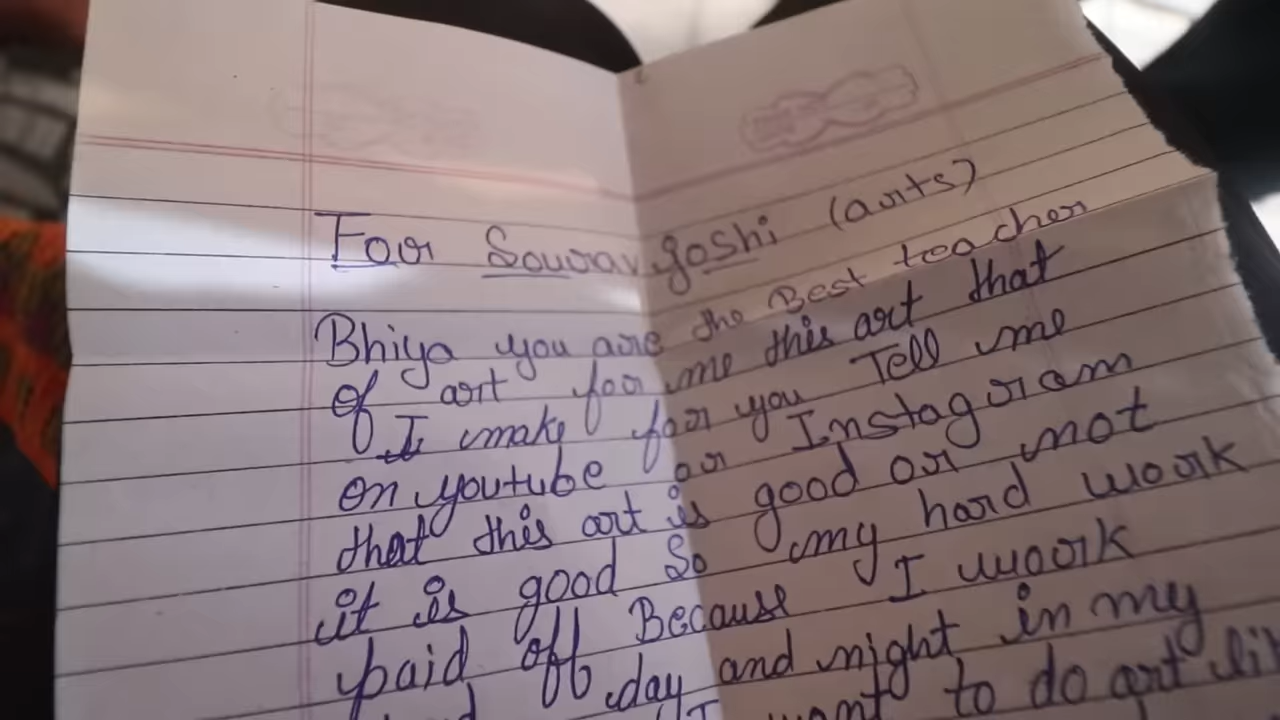 For Sourav Joshi (arts)
Bhiya you are the Best teacher
of art for me this art that
I make for you Tell me
on youtube or Instagram
that this art is good or not
it is good So my hard work
paid off Because I work
day and night in my
want to do art